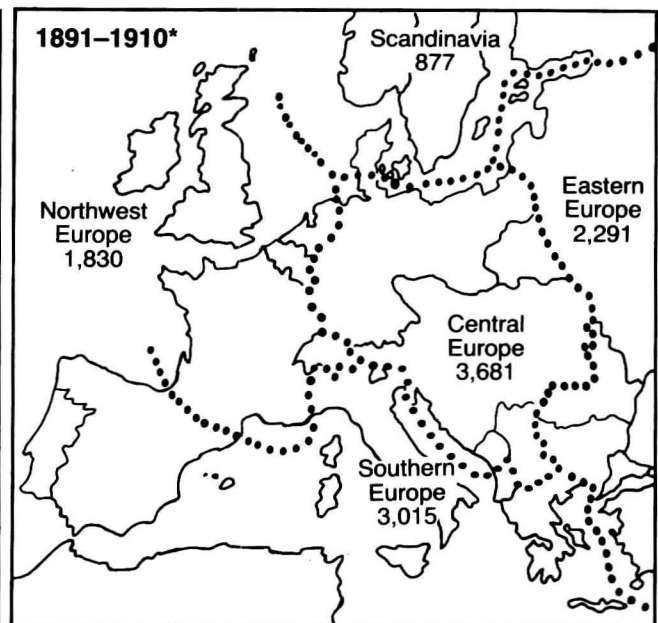 1891–1910*
Scandinavia
877
Northwest
Europe
1,830
Eastern
Europe
2,291
Central
Europe
3,681
Southern
Europe
3,015